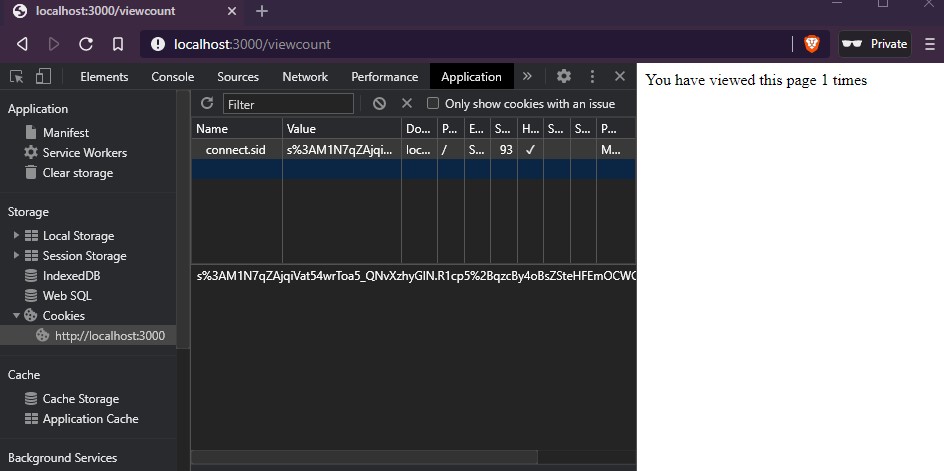 localhost:3000/viewcount
localhost:3000/viewcount
Private
Elements Console Sources Network Performance Application
Application
Manifest
Service Workers
Clear storage
Storage
Local Storage
Session Storage
IndexedDB
Web SQL
Cookies
http://localhost:3000
Cache
Cache Storage
Application Cache
Background Services
Filter
Only show cookies with an issue
Name Value Do... P... E... S... H... S... S... P...
connect.sid s%3AM1N7qZAjqi... loc... / S... 93 ✓ M...
s%3AM1N7qZAjqiVat54wrToa5_QNvXzhyGlN.R1cp5%2BqzcBy4oBsZSteHFEmOCWC
You have viewed this page 1 times